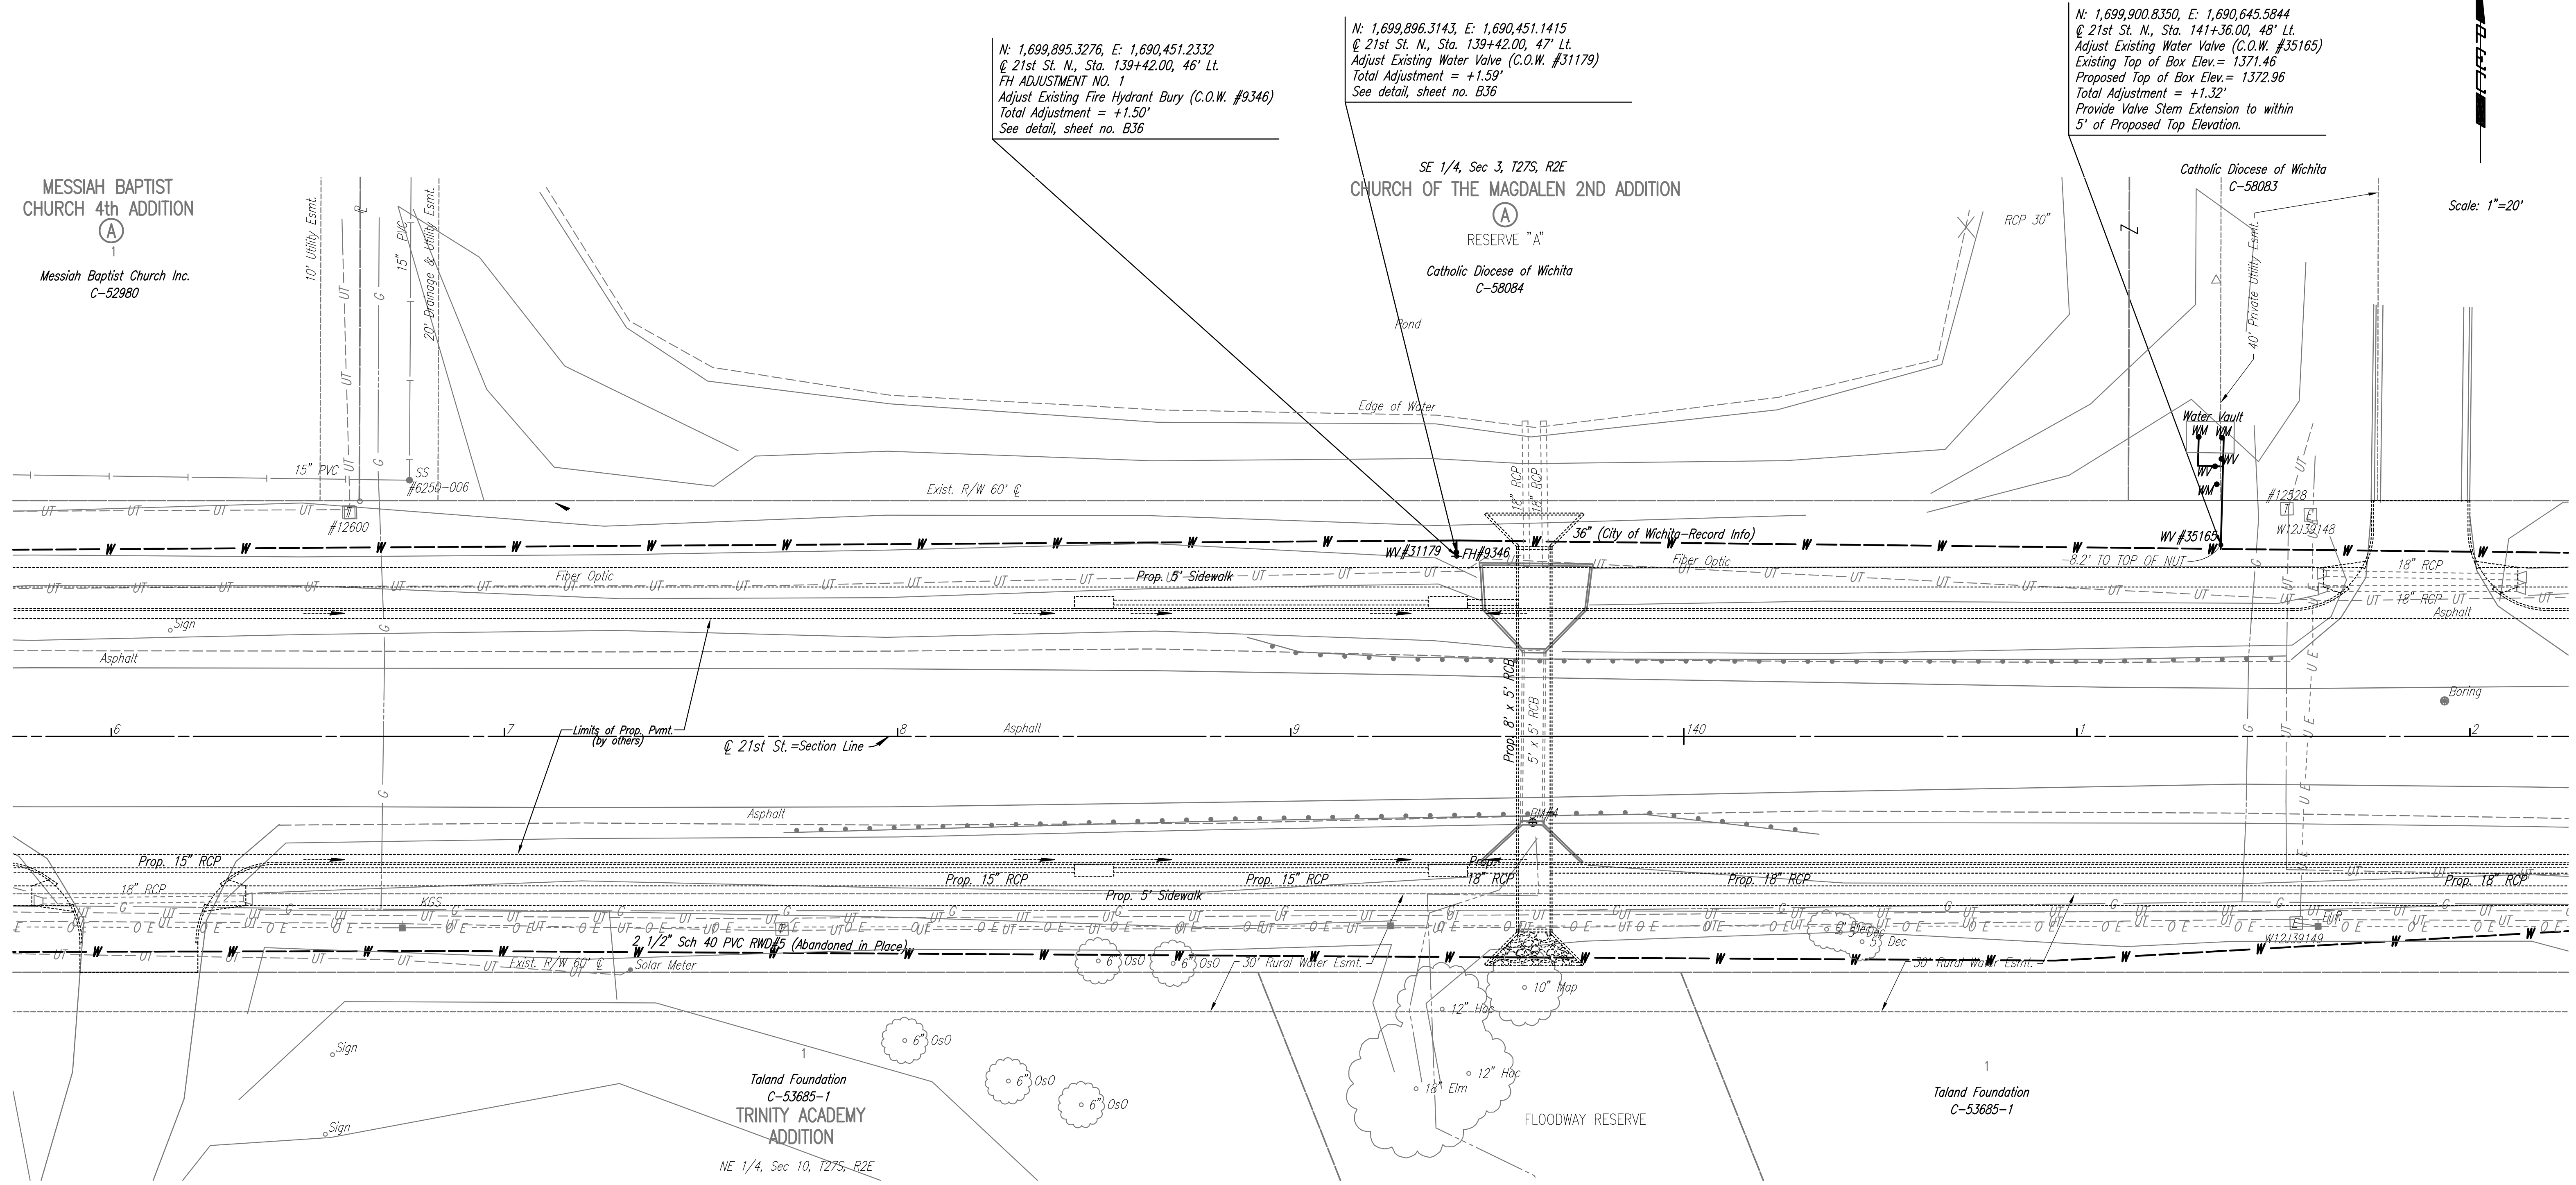 N: 1,699,895.3276, E: 1,690,451.2332
℄ 21st St. N., Sta. 139+42.00, 46' Lt.
FH ADJUSTMENT NO. 1
Adjust Existing Fire Hydrant Bury (C.O.W. #9346)
Total Adjustment = +1.50'
See detail, sheet no. B36
N: 1,699,896.3143, E: 1,690,451.1415
℄ 21st St. N., Sta. 139+42.00, 47' Lt.
Adjust Existing Water Valve (C.O.W. #31179)
Total Adjustment = +1.59'
See detail, sheet no. B36
N: 1,699,900.8350, E: 1,690,645.5844
℄ 21st St. N., Sta. 141+36.00, 48' Lt.
Adjust Existing Water Valve (C.O.W. #35165)
Existing Top of Box Elev.= 1371.46
Proposed Top of Box Elev.= 1372.96
Total Adjustment = +1.32'
Provide Valve Stem Extension to within
5' of Proposed Top Elevation.
Scale: 1"=20'
MESSIAH BAPTIST
CHURCH 4th ADDITION
A
1
Messiah Baptist Church Inc.
C-52980
10' Utility Esmt.
15" PVC
20' Drainage & Utility Esmt.
SE 1/4, Sec 3, T27S, R2E
CHURCH OF THE MAGDALEN 2ND ADDITION
A
RESERVE "A"
Catholic Diocese of Wichita
C-58084
Pond
Edge of Water
RCP 30"
Catholic Diocese of Wichita
C-58083
40' Private Utility Esmt.
Water Vault
WM WM
WV
WV
WM
15" PVC
SS
#6250-006
#12600
Exist. R/W 60' ℄
18" RCP
18" RCP
#12528
W12J39148
36" (City of Wichita-Record Info)
WV#31179
FH#9346
WV#35165
8.2' TO TOP OF NUT
Fiber Optic
Prop. 5' Sidewalk
Fiber Optic
18" RCP
18" RCP
Asphalt
Sign
Asphalt
Prop. 8' x 5' RCB
5' x 5' RCB
Boring
6
7
8
9
140
1
2
Limits of Prop. Pvmt.
(by others)
℄ 21st St.=Section Line
Asphalt
Asphalt
BM#4
Prop. 15" RCP
Prop.
18" RCP
18" RCP
Prop. 15" RCP
Prop. 15" RCP
Prop. 18" RCP
Prop. 18" RCP
Prop. 5' Sidewalk
KGS
2 1/2" Sch 40 PVC RWD#5 (Abandoned in Place)
Exist. R/W 60' ℄
Solar Meter
6" OsO
6" OsO
30' Rural Water Esmt.
5" Dec
W12J39149
30' Rural Water Esmt.
10" Map
12" Hac
12" Hac
18" Elm
6" OsO
6" OsO
6" OsO
Sign
Sign
1
Taland Foundation
C-53685-1
TRINITY ACADEMY
ADDITION
NE 1/4, Sec 10, T27S, R2E
FLOODWAY RESERVE
1
Taland Foundation
C-53685-1